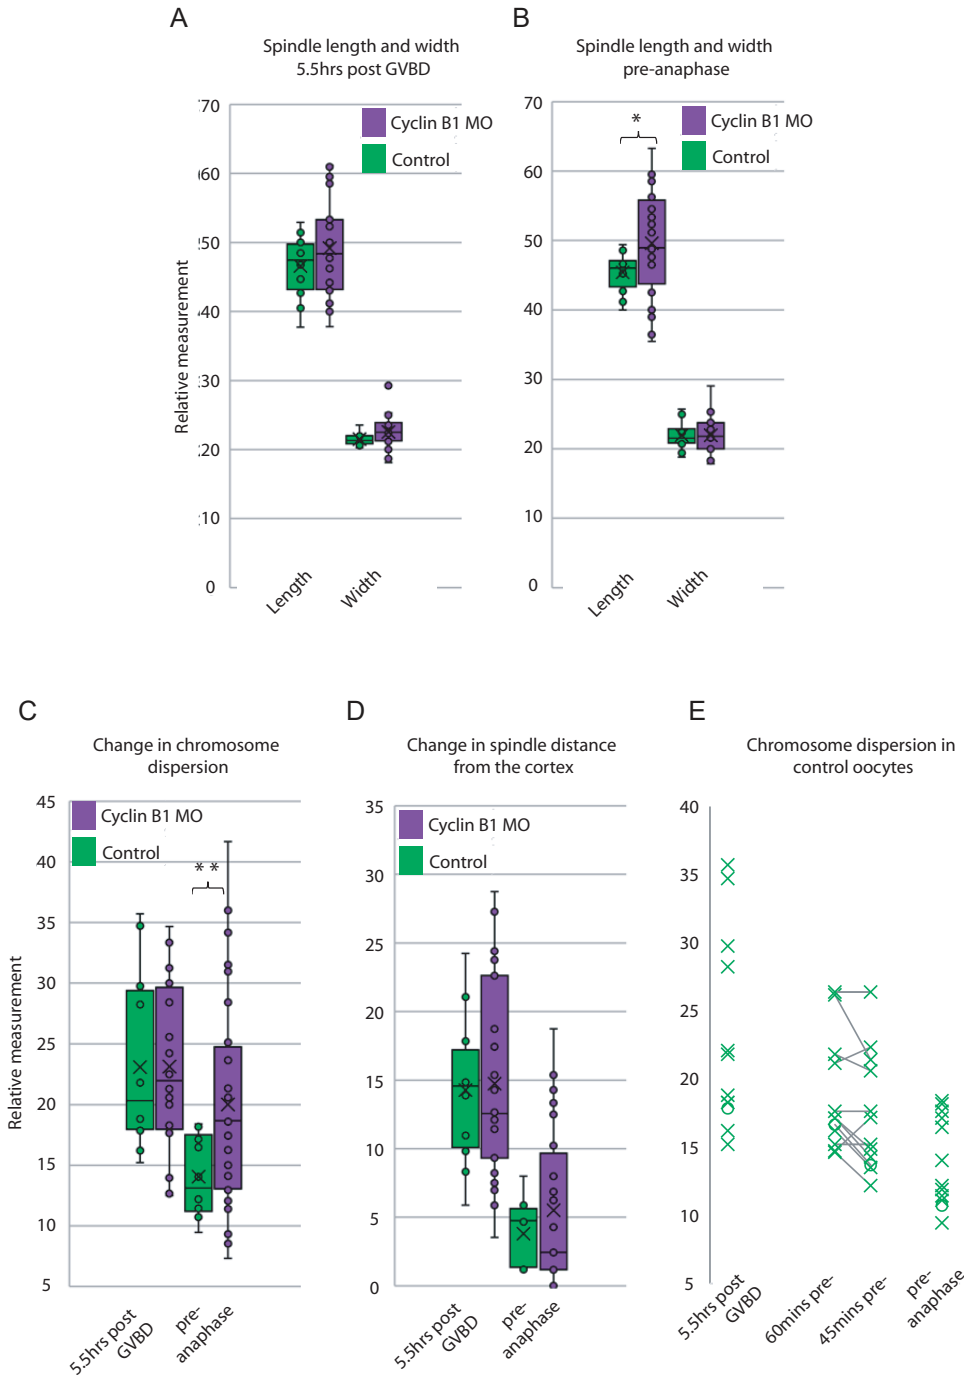 A
Spindle length and width
5.5hrs post GVBD
70
Cyclin B1 MO
Control
60
50
40
30
20
10
0
Relative measurement
Length
Width
B
Spindle length and width
pre-anaphase
70
*
Cyclin B1 MO
Control
60
50
40
30
20
10
0
Length
Width
C
Change in chromosome
dispersion
45
Cyclin B1 MO
40
Control
**
35
30
25
20
15
10
5
Relative measurement
5.5hrs post
GVBD
pre-
anaphase
D
Change in spindle distance
from the cortex
35
Cyclin B1 MO
30
Control
25
20
15
10
5
0
5.5hrs post
GVBD
pre-
anaphase
E
Chromosome dispersion in
control oocytes
40
35
30
25
20
15
10
5
5.5hrs post
GVBD
60mins pre-
45mins pre-
pre-
anaphase